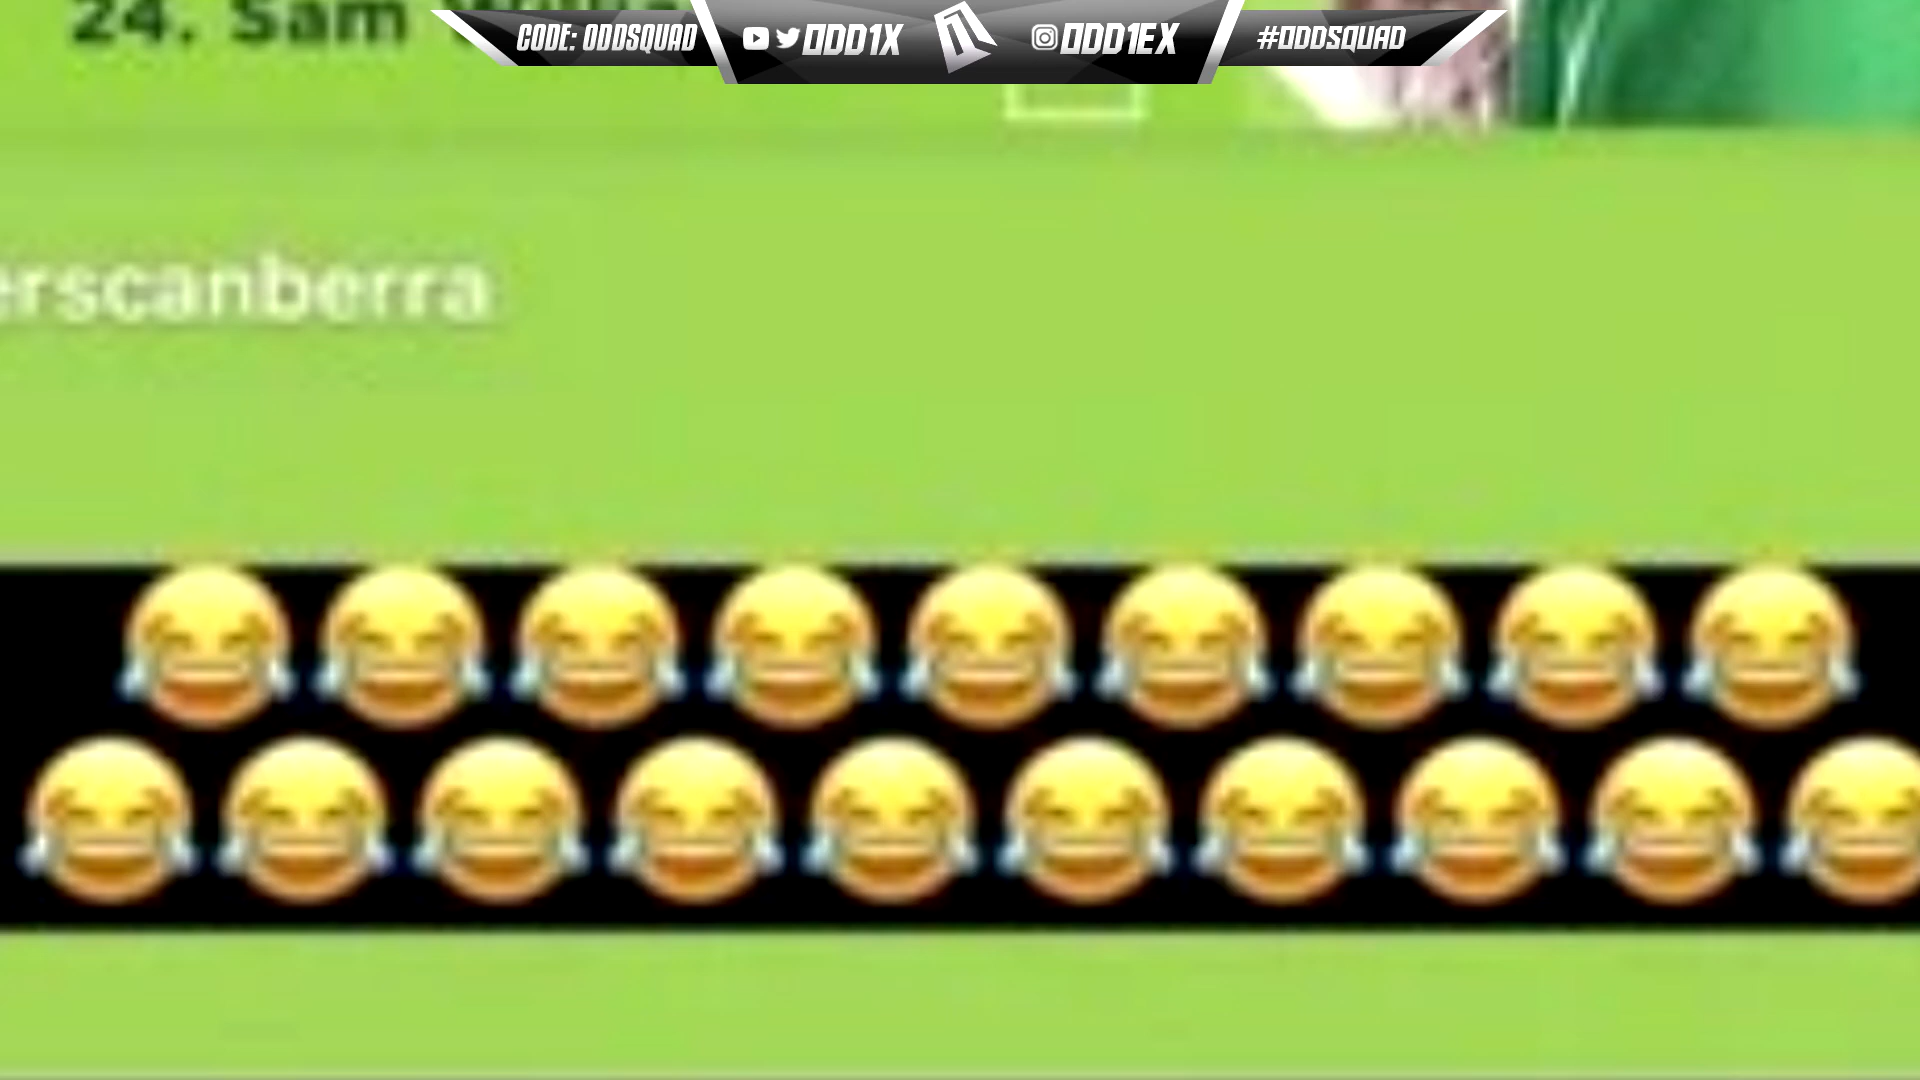 24. Sam
CODE: ODDSQUAD
ODD1X
ODD1EX
#ODDSQUAD
erscanberra
😂😂😂😂😂😂😂😂😂
😂😂😂😂😂😂😂😂😂😂